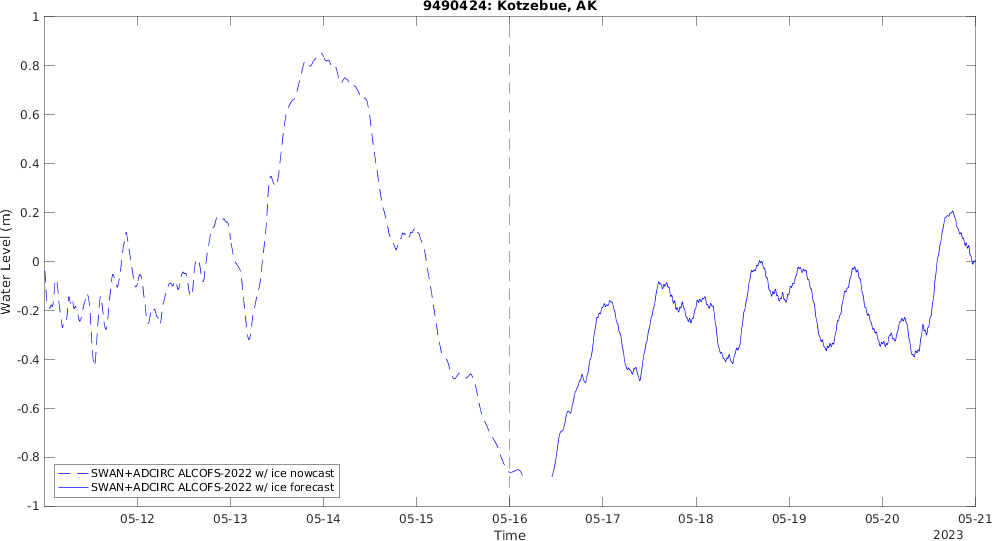 9490424: Kotzebue, AK
Water Level (m)
1
0.8
0.6
0.4
0.2
0
-0.2
-0.4
-0.6
-0.8
-1
SWAN+ADCIRC ALCOFS-2022 w/ ice nowcast
SWAN+ADCIRC ALCOFS-2022 w/ ice forecast
05-12 05-13 05-14 05-15 05-16 05-17 05-18 05-19 05-20 05-21
Time
2023